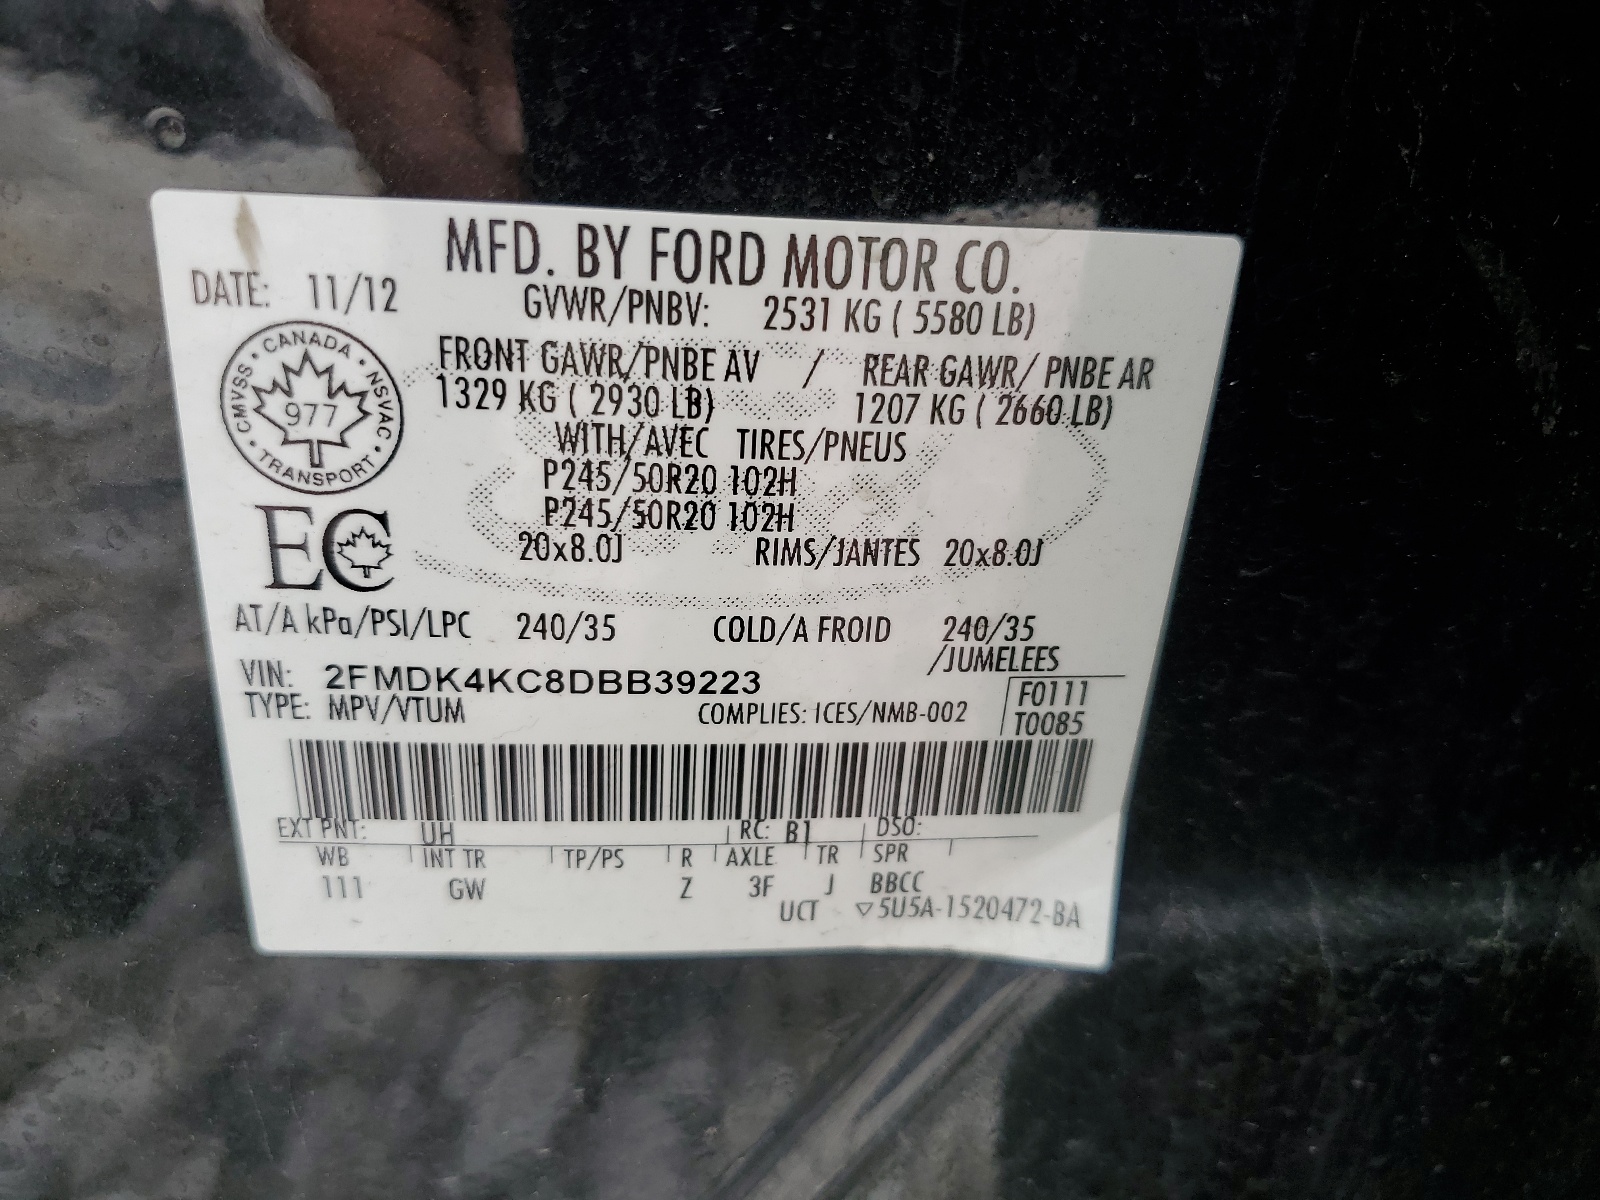 MFD. BY FORD MOTOR CO.
DATE: 11/12
GVWR/PNBV: 2531 KG ( 5580 LB)
FRONT GAWR/PNBE AV / REAR GAWR/ PNBE AR
1329 KG ( 2930 LB) 1207 KG ( 2660 LB)
WITH/AVEC TIRES/PNEUS
P245/50R20 102H
P245/50R20 102H
20x8.0J RIMS/JANTES 20x8.0J
CMVSS • CANADA • NSVAC • TRANSPORT •
977
EC
AT/A kPa/PSI/LPC 240/35 COLD/A FROID 240/35
/JUMELEES
VIN: 2FMDK4KC8DBB39223
TYPE: MPV/VTUM COMPLIES: ICES/NMB-002
F0111
T0085
EXT PNT: UH RC: B1 DSO:
WB INT TR TP/PS R AXLE TR SPR
111 GW Z 3F J BBCC
UCT ▽5U5A-1520472-BA